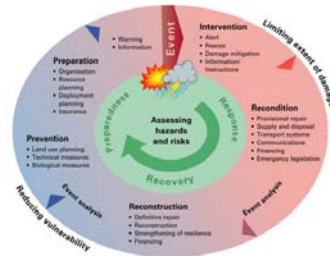 Event
• Warning
• Information
Intervention
• Alert
• Rescue
• Damage mitigation
• Information/
Instructions
Limiting extent of damage
Preparation
• Organisation
• Resource
planning
• Deployment
planning
• Insurance
Recondition
• Provisional repair
• Supply and disposal
• Transport systems
• Communications
• Financing
• Emergency legislation
Preparedness
Assessing
hazards
and risks
Response
Recovery
Prevention
• Land use planning
• Technical measures
• Biological measures
Event analysis
Event analysis
Reconstruction
• Definitive repair
• Reconstruction
• Strengthening of resilience
• Financing
Reducing vulnerability